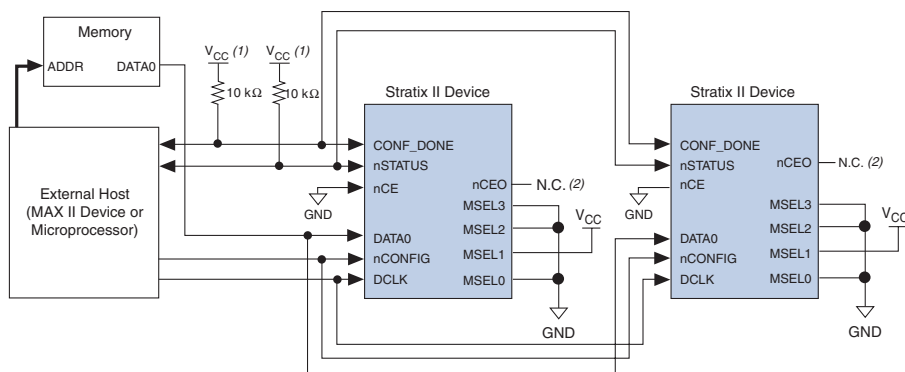 Memory
ADDR
DATA0
VCC (1)
VCC (1)
10 kΩ
10 kΩ
Stratix II Device
Stratix II Device
External Host
(MAX II Device or
Microprocessor)
CONF_DONE
nSTATUS
nCE
GND
nCEO
N.C. (2)
MSEL3
MSEL2
MSEL1
MSEL0
VCC
GND
DATA0
nCONFIG
DCLK
CONF_DONE
nSTATUS
nCE
GND
nCEO
N.C. (2)
MSEL3
MSEL2
MSEL1
MSEL0
VCC
GND
DATA0
nCONFIG
DCLK